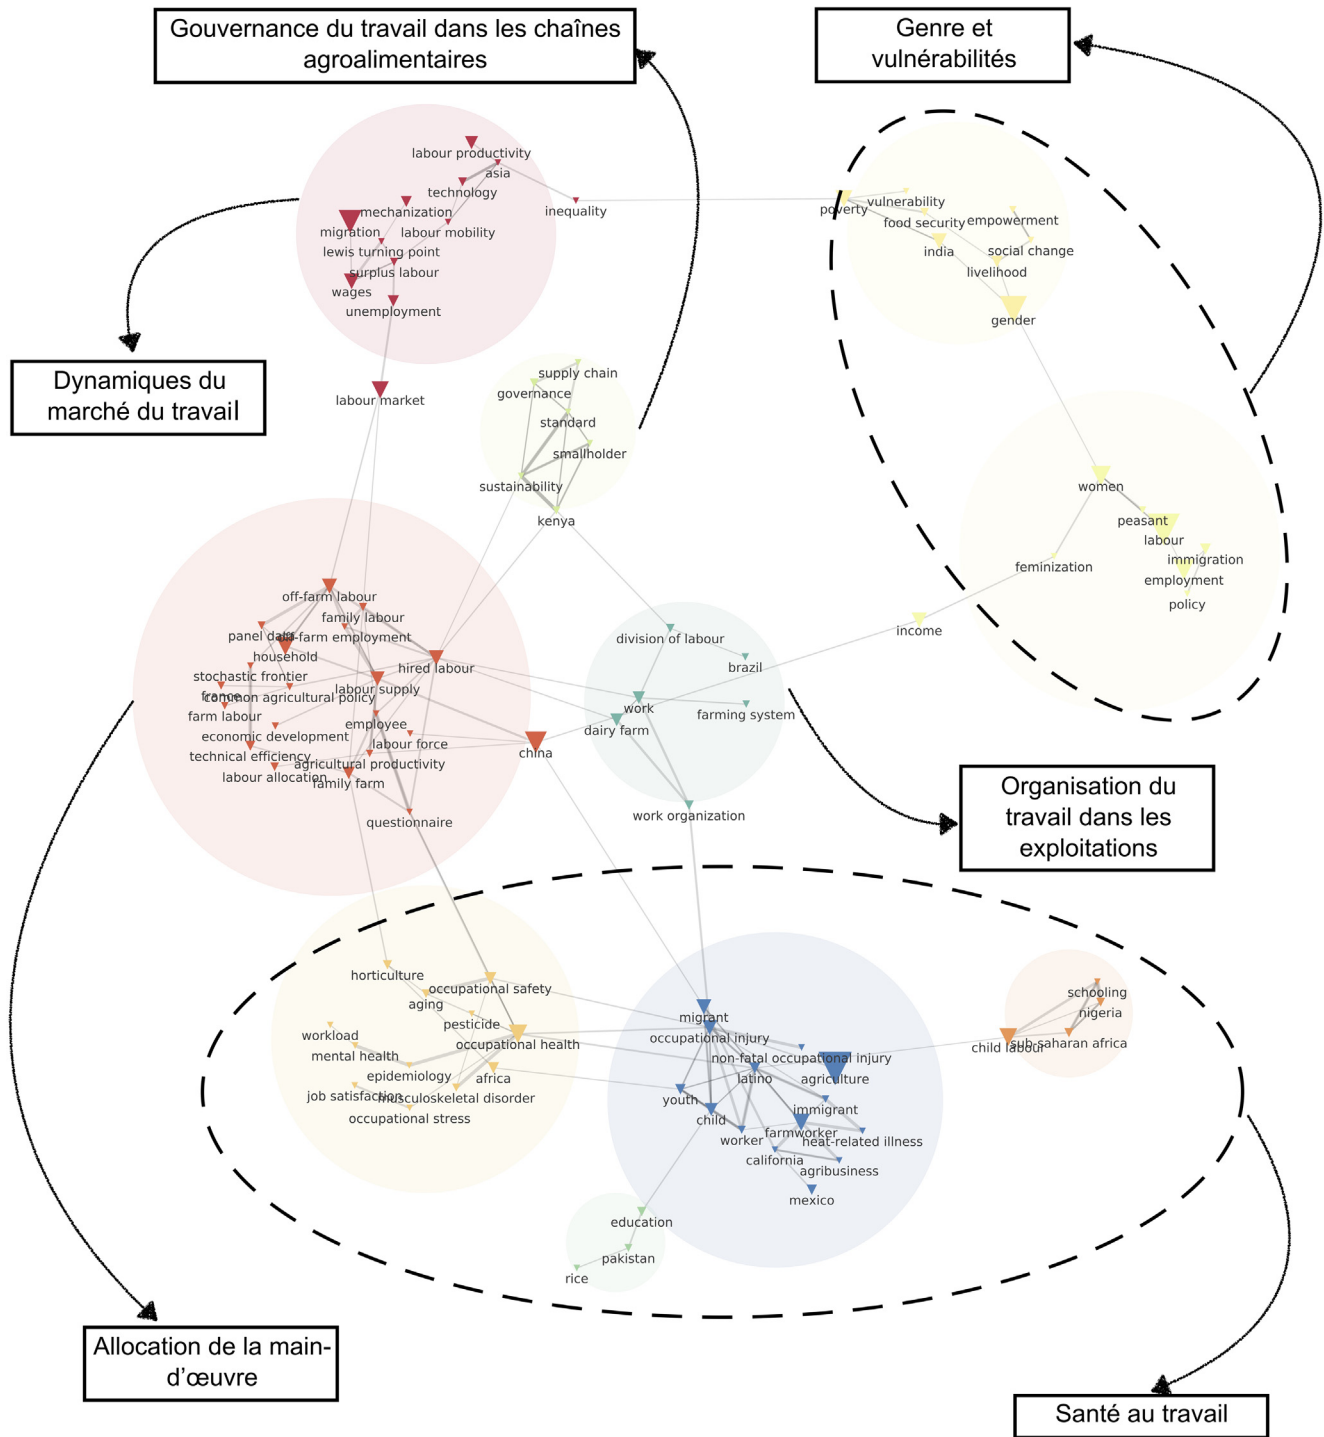 Gouvernance du travail dans les chaînes
agroalimentaires
Genre et
vulnérabilités
labour productivity
asia
technology
mechanization
migration
labour mobility
lewis turning point
surplus labour
wages
unemployment
inequality
poverty
vulnerability
food security
empowerment
india
social change
livelihood
gender
Dynamiques du
marché du travail
labour market
supply chain
governance
standard
smallholder
sustainability
kenya
women
peasant
labour
immigration
feminization
employment
policy
income
off-farm labour
family labour
panel data
off-farm employment
household
hired labour
stochastic frontier
labour supply
france
common agricultural policy
farm labour
employee
economic development
labour force
technical efficiency
agricultural productivity
labour allocation
family farm
questionnaire
china
division of labour
brazil
work
farming system
dairy farm
work organization
Organisation du
travail dans les
exploitations
horticulture
occupational safety
aging
pesticide
workload
occupational health
mental health
epidemiology
africa
job satisfaction
musculoskeletal disorder
occupational stress
migrant
occupational injury
non-fatal occupational injury
latino
agriculture
youth
immigrant
child
farmworker
worker
heat-related illness
california
agribusiness
mexico
schooling
nigeria
child labour
sub-saharan africa
education
pakistan
rice
Allocation de la main-
d’œuvre
Santé au travail